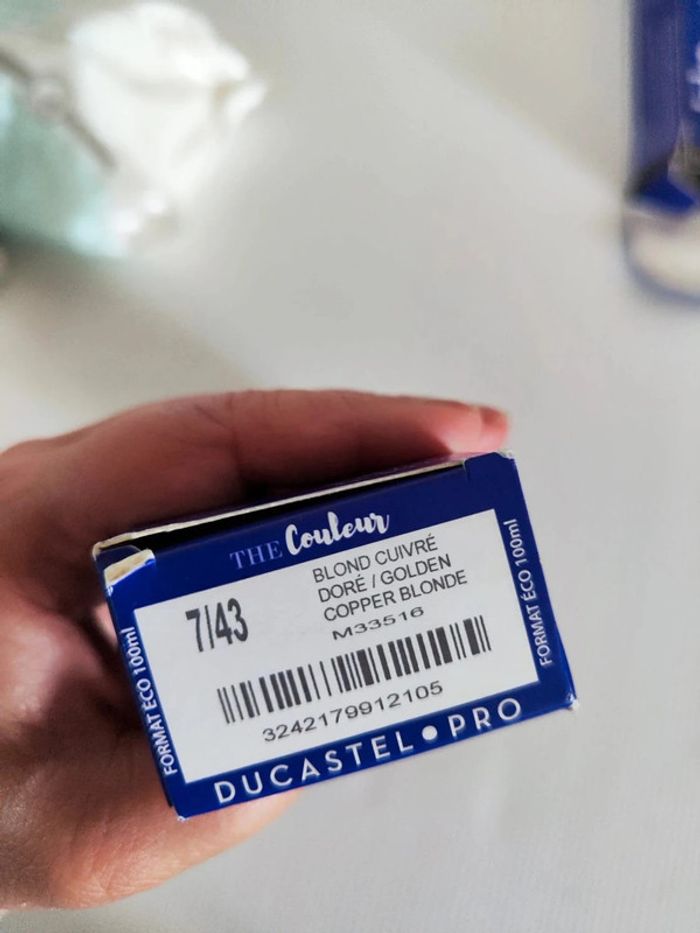 THE Couleur
7/43
BLOND CUIVRÉ
DORÉ / GOLDEN
COPPER BLONDE
M33516
3242179912105
DUCASTEL • PRO
FORMAT ÉCO 100ml
FORMAT ÉCO 100ml